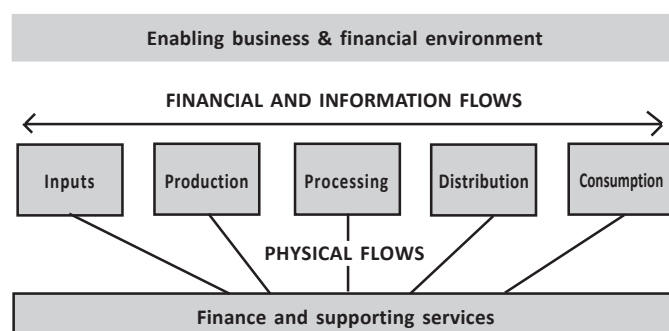 Enabling business & financial environment
FINANCIAL AND INFORMATION FLOWS
Inputs
Production
Processing
Distribution
Consumption
PHYSICAL FLOWS
Finance and supporting services